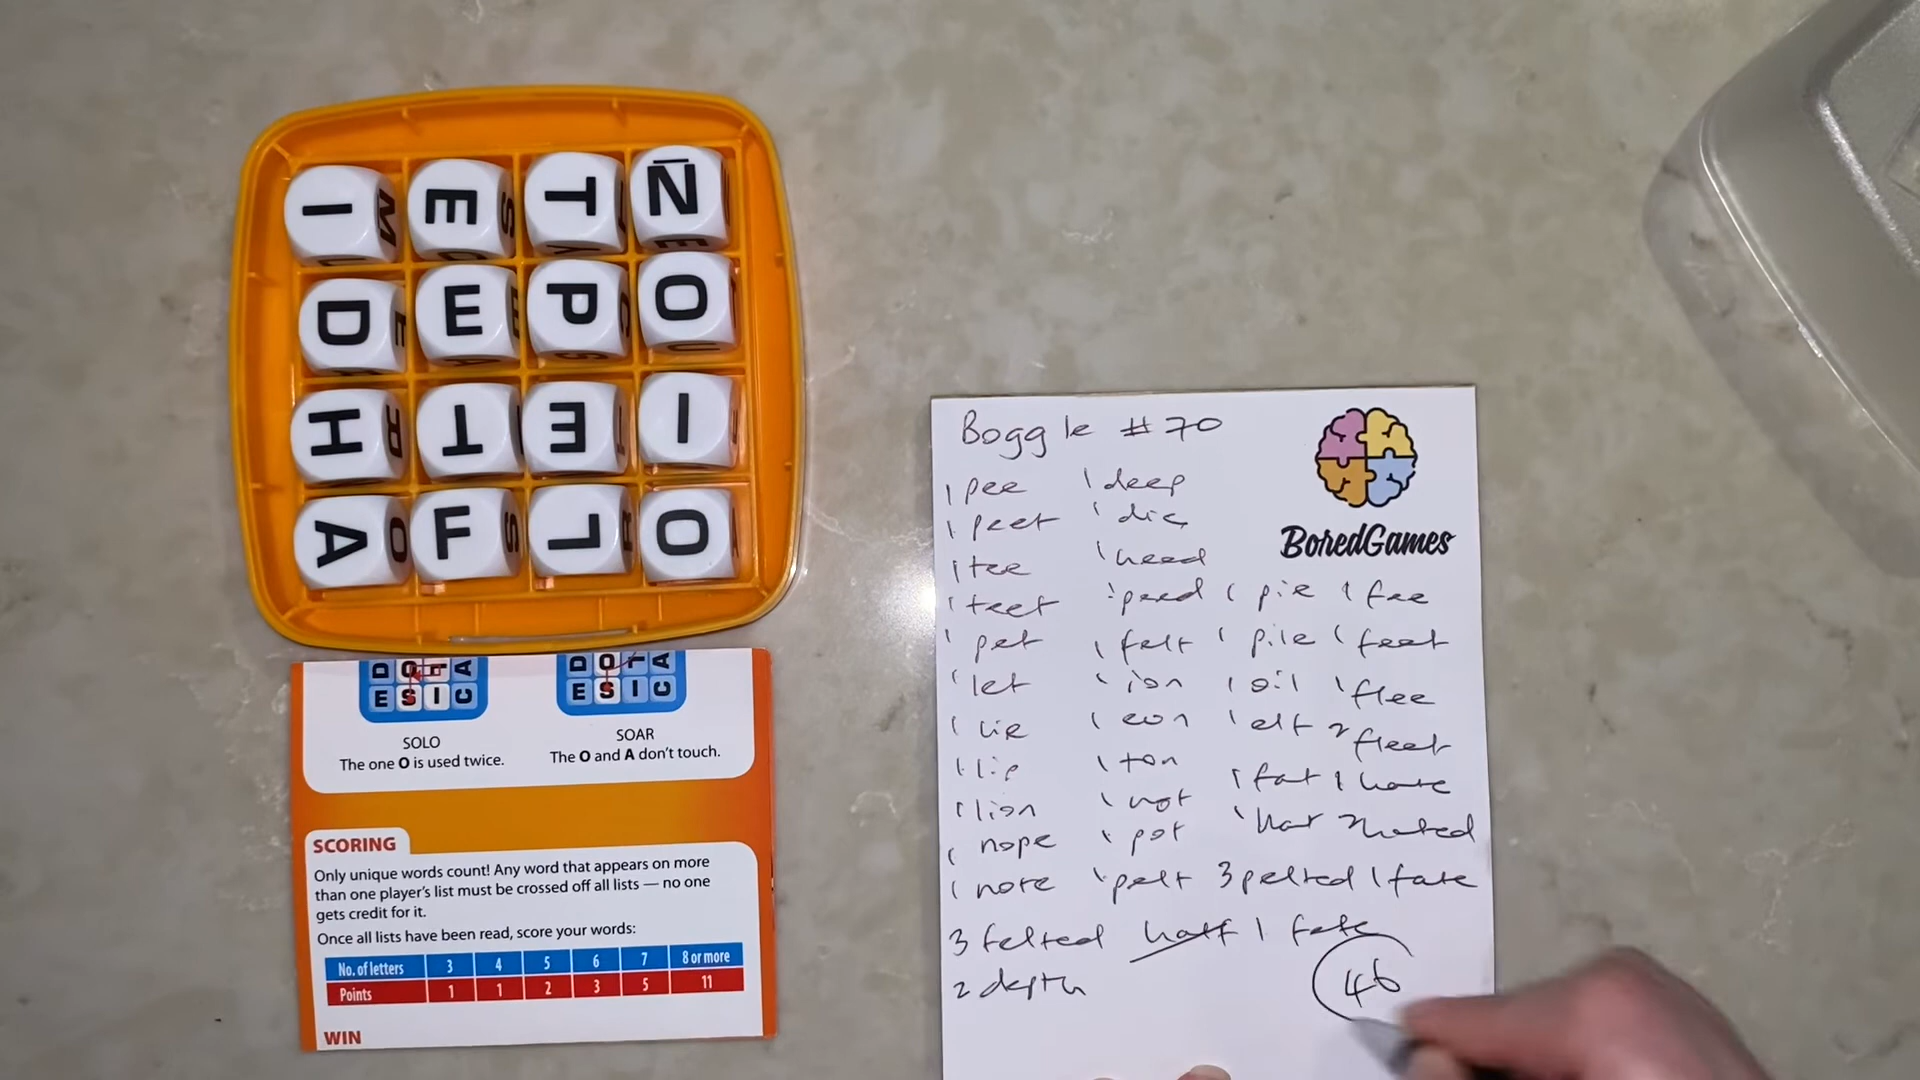 I E T N
D E P O
H T E I
A F L O
Boggle #70
BoredGames
1 pee 1 deep
1 peet 1 die
1 tee 1 heed
1 teet 1 peed 1 pie 1 fee
1 pet 1 felt 1 pile 1 feet
1 let 1 ion 1 oil 1 flee
1 lie 1 eon 1 elf 2 fleet
1 lip 1 ton 1 fat 1 hate
1 lion 1 not 1 hat 2 hated
1 nope 1 pot
1 note 1 pelt 3 pelted 1 fate
3 felted half 1 fete
2 depth
46
D O A
E S I C
D O A
E S I C
SOLO
The one O is used twice.
SOAR
The O and A don't touch.
SCORING
Only unique words count! Any word that appears on more
than one player's list must be crossed off all lists — no one
gets credit for it.
Once all lists have been read, score your words:
No. of letters 3 4 5 6 7 8 or more
Points 1 1 2 3 5 11
WIN